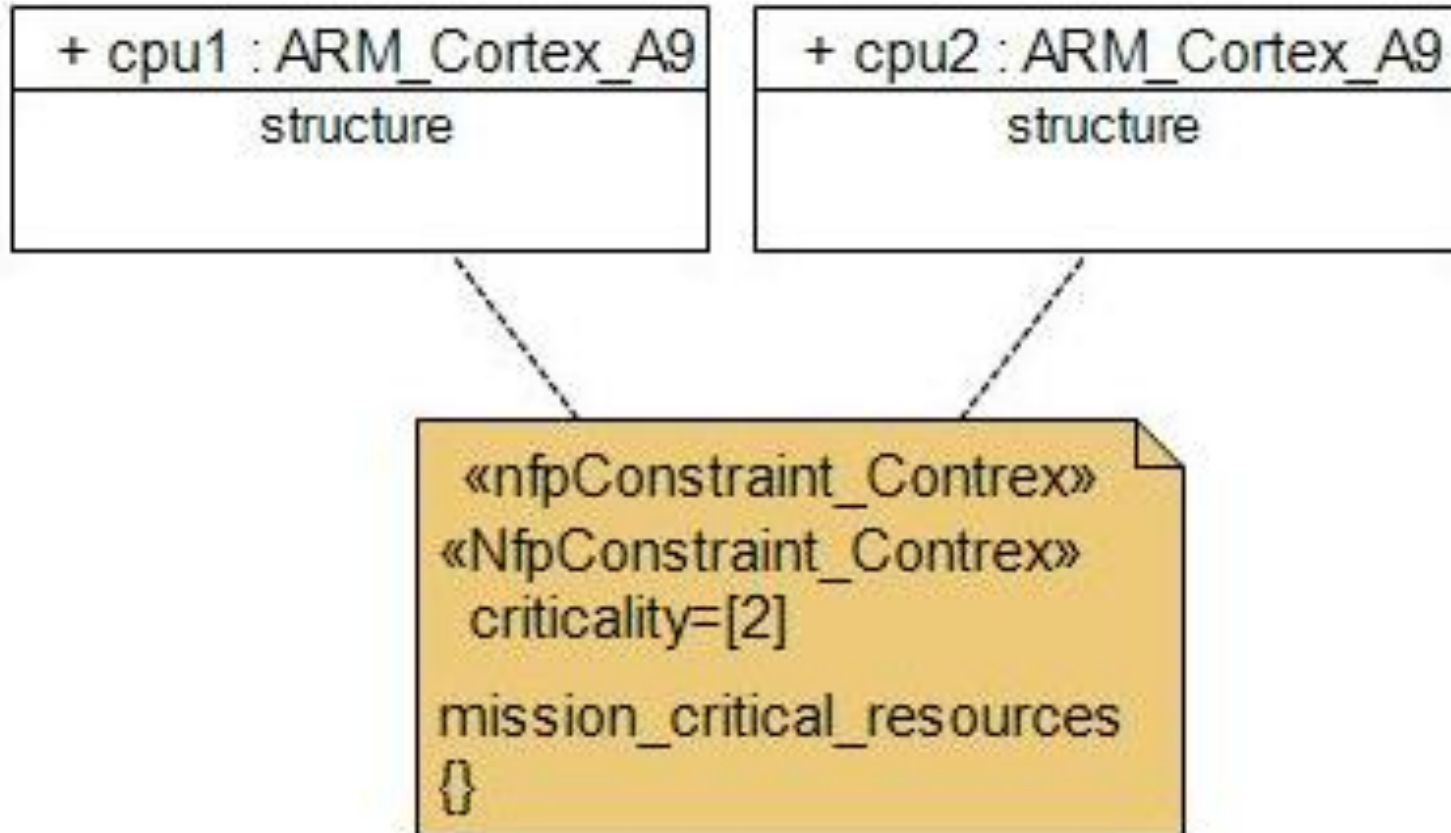 + cpu1 : ARM_Cortex_A9
structure
+ cpu2 : ARM_Cortex_A9
structure
«nfpConstraint_Contrex»
«NfpConstraint_Contrex»
criticality=[2]
mission_critical_resources
{}